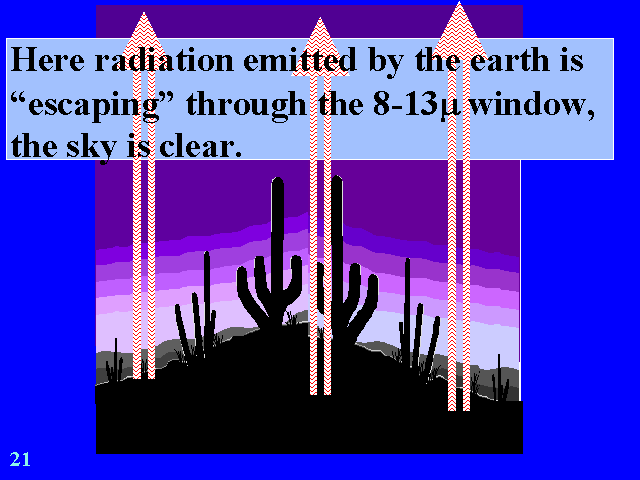 Here radiation emitted by the earth is
“escaping” through the 8-13μ window,
the sky is clear.
21